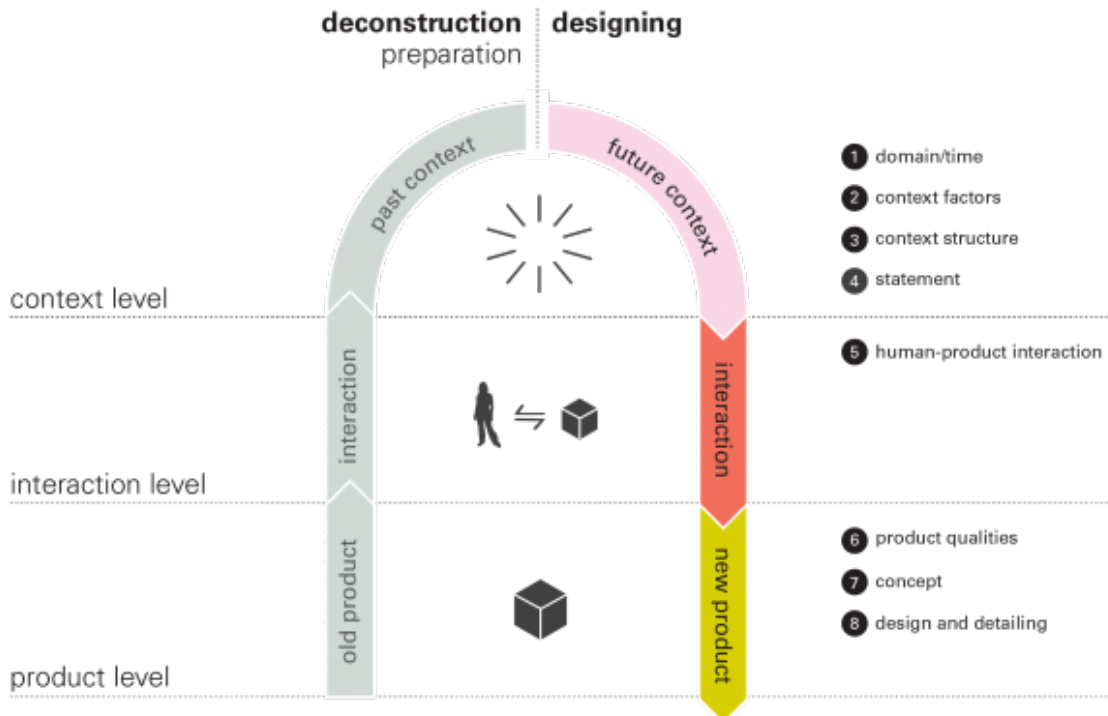 deconstruction
preparation
designing
past context
future context
1 domain/time
2 context factors
3 context structure
4 statement
context level
interaction
interaction
5 human-product interaction
interaction level
old product
new product
6 product qualities
7 concept
8 design and detailing
product level